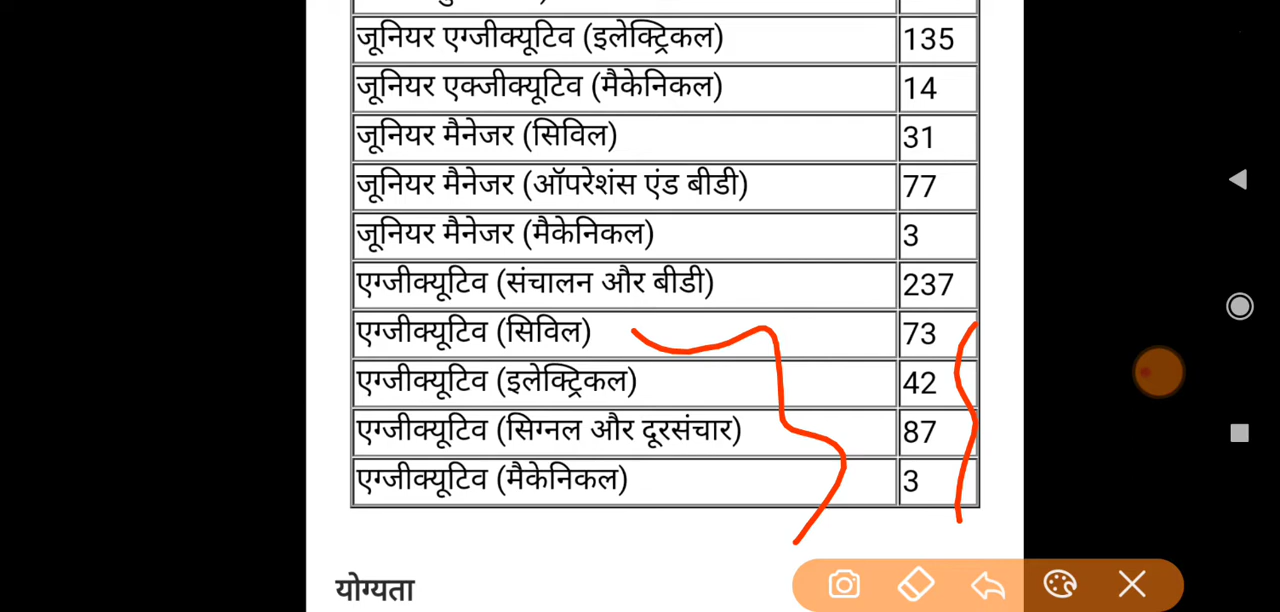 जूनियर एग्जीक्यूटिव (इलेक्ट्रिकल) 135
जूनियर एक्जीक्यूटिव (मैकेनिकल) 14
जूनियर मैनेजर (सिविल) 31
जूनियर मैनेजर (ऑपरेशंस एंड बीडी) 77
जूनियर मैनेजर (मैकेनिकल) 3
एग्जीक्यूटिव (संचालन और बीडी) 237
एग्जीक्यूटिव (सिविल) 73
एग्जीक्यूटिव (इलेक्ट्रिकल) 42
एग्जीक्यूटिव (सिग्नल और दूरसंचार) 87
एग्जीक्यूटिव (मैकेनिकल) 3
योग्यता